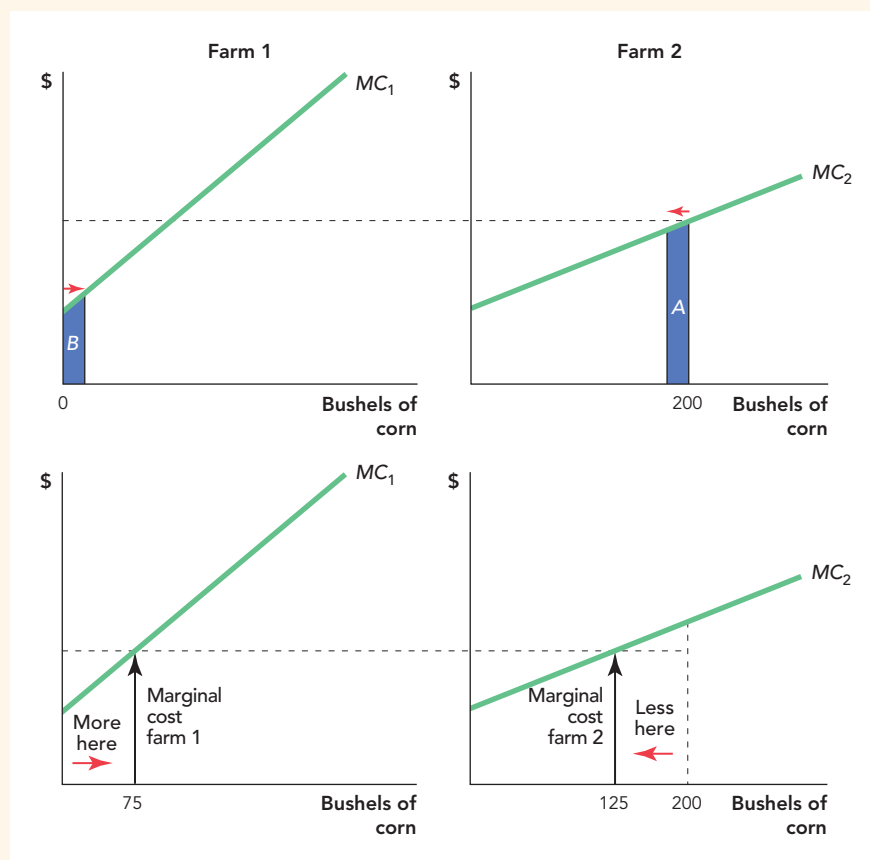 Farm 1
$
MC₁
B
0
Bushels of
corn
Farm 2
$
MC₂
A
200
Bushels of
corn
$
MC₁
More
here
Marginal
cost
farm 1
75
Bushels of
corn
$
MC₂
Marginal
cost
farm 2
Less
here
125
200
Bushels of
corn